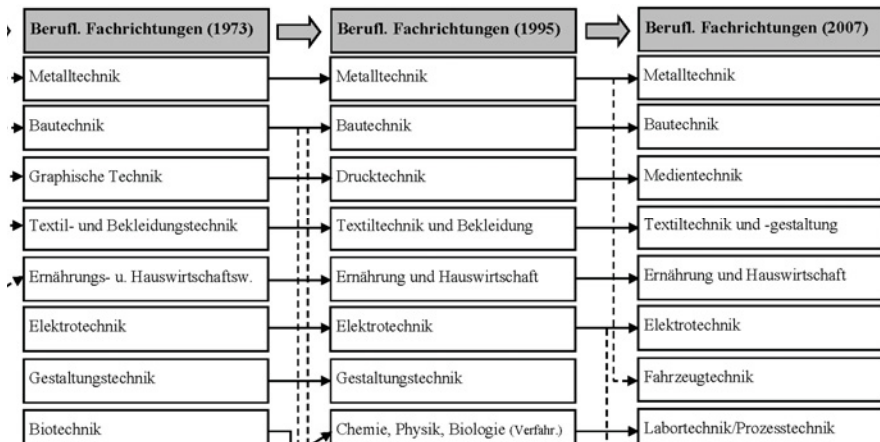 Berufl. Fachrichtungen (1973)
Berufl. Fachrichtungen (1995)
Berufl. Fachrichtungen (2007)
Metalltechnik
Metalltechnik
Metalltechnik
Bautechnik
Bautechnik
Bautechnik
Graphische Technik
Drucktechnik
Medientechnik
Textil- und Bekleidungstechnik
Textiltechnik und Bekleidung
Textiltechnik und -gestaltung
Ernährungs- u. Hauswirtschaftsw.
Ernährung und Hauswirtschaft
Ernährung und Hauswirtschaft
Elektrotechnik
Elektrotechnik
Elektrotechnik
Gestaltungstechnik
Gestaltungstechnik
Fahrzeugtechnik
Biotechnik
Chemie, Physik, Biologie (Verfahr.)
Labortechnik/Prozesstechnik